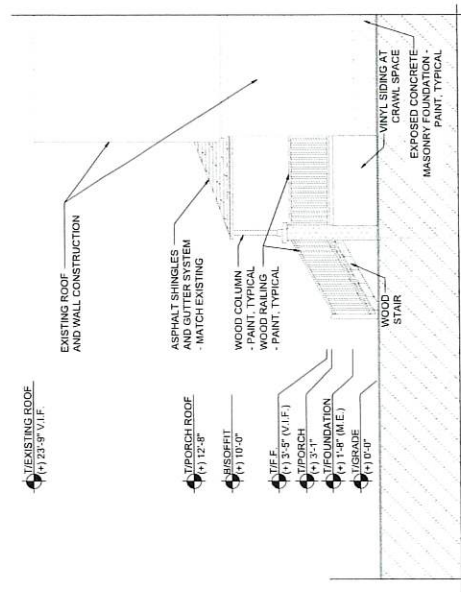 EXISTING ROOF
AND WALL CONSTRUCTION
ASPHALT SHINGLES
AND GUTTER SYSTEM
- MATCH EXISTING
WOOD COLUMN
- PAINT, TYPICAL
WOOD RAILING
- PAINT, TYPICAL
WOOD
STAIR
VINYL SIDING AT
CRAWL SPACE
EXPOSED CONCRETE
MASONRY FOUNDATION -
PAINT, TYPICAL
T/EXISTING ROOF
(+) 23'-9" V.I.F.
T/PORCH ROOF
(+) 12'-8"
B/SOFFIT
(+) 10'-0"
T/F.F.
(+) 3'-5" (V.I.F.)
T/PORCH
(+) 3'-1"
T/FOUNDATION
(+) 1'-8" (M.E.)
T/GRADE
(+) 0'-0"